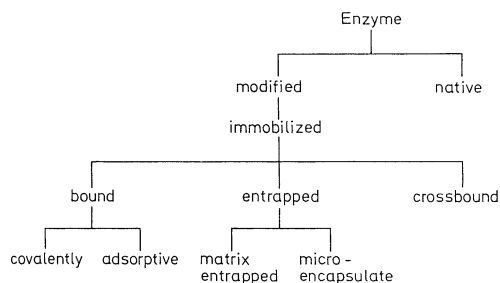 Enzyme
modified native
immobilized
bound entrapped crossbound
covalently adsorptive matrix micro-
entrapped encapsulate